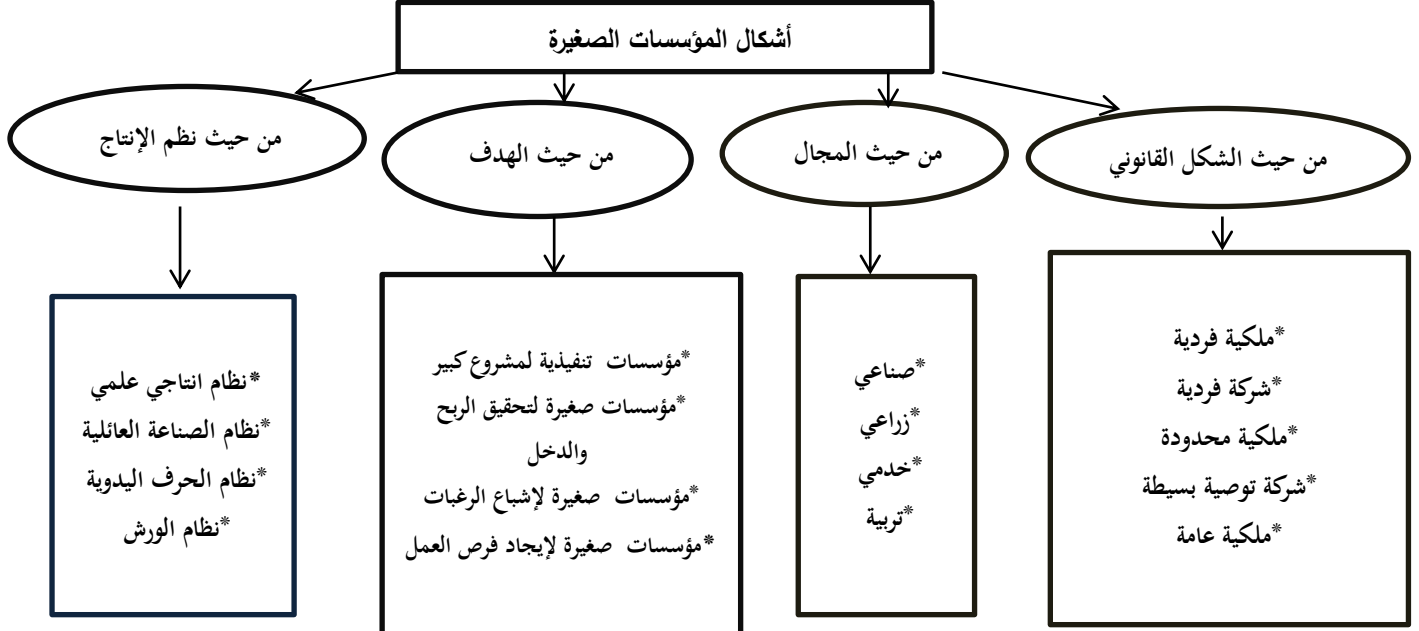 أشكال المؤسسات الصغيرة
من حيث الشكل القانوني
من حيث المجال
من حيث الهدف
من حيث نظم الإنتاج
*ملكية فردية
*شركة فردية
*ملكية محدودة
*شركة توصية بسيطة
*ملكية عامة
*صناعي
*زراعي
*خدمي
*تربية
*مؤسسات تنفيذية لمشروع كبير
*مؤسسات صغيرة لتحقيق الربح
والدخل
*مؤسسات صغيرة لإشباع الرغبات
*مؤسسات صغيرة لإيجاد فرص العمل
*نظام انتاجي علمي
*نظام الصناعة العائلية
*نظام الحرف اليدوية
*نظام الورش